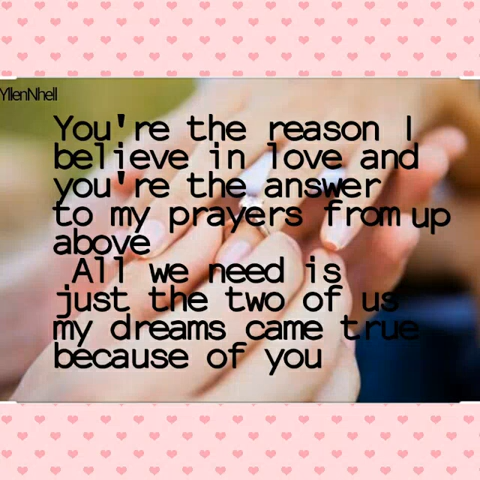 YllenNhell
You're the reason I
believe in love and
you're the answer
to my prayers from up
above
All we need is
just the two of us
my dreams came true
because of you